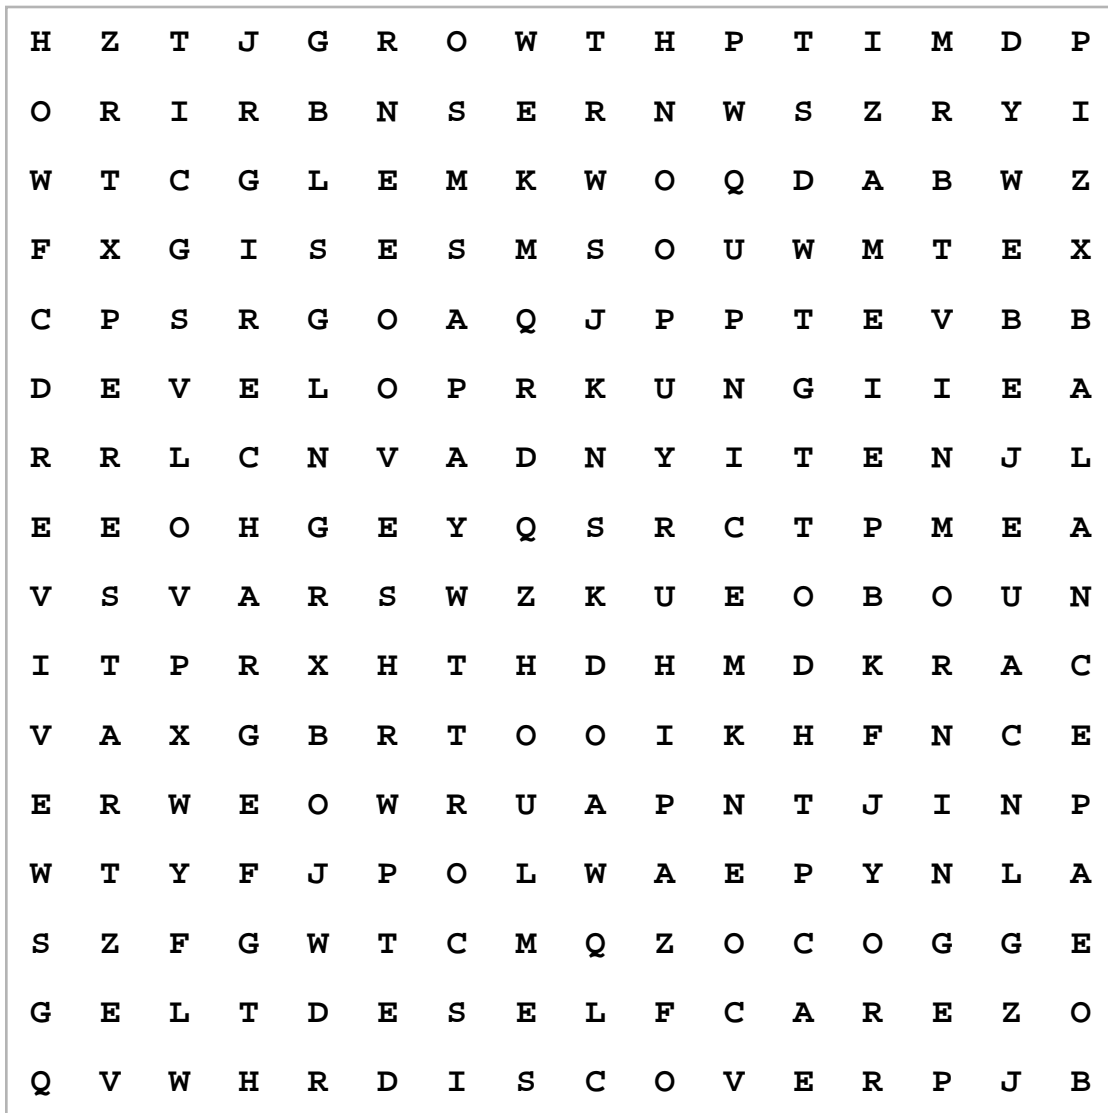 H Z T J G R O W T H P T I M D P
O R I R B N S E R N W S Z R Y I
W T C G L E M K W O Q D A B W Z
F X G I S E S M S O U W M T E X
C P S R G O A Q J P P T E V B B
D E V E L O P R K U N G I I E A
R R L C N V A D N Y I T E N J L
E E O H G E Y Q S R C T P M E A
V S V A R S W Z K U E O B O U N
I T P R X H T H D H M D K R A C
V A X G B R T O O I K H F N C E
E R W E O W R U A P N T J I N P
W T Y F J P O L W A E P Y N L A
S Z F G W T C M Q Z O C O G G E
G E L T D E S E L F C A R E Z O
Q V W H R D I S C O V E R P J B